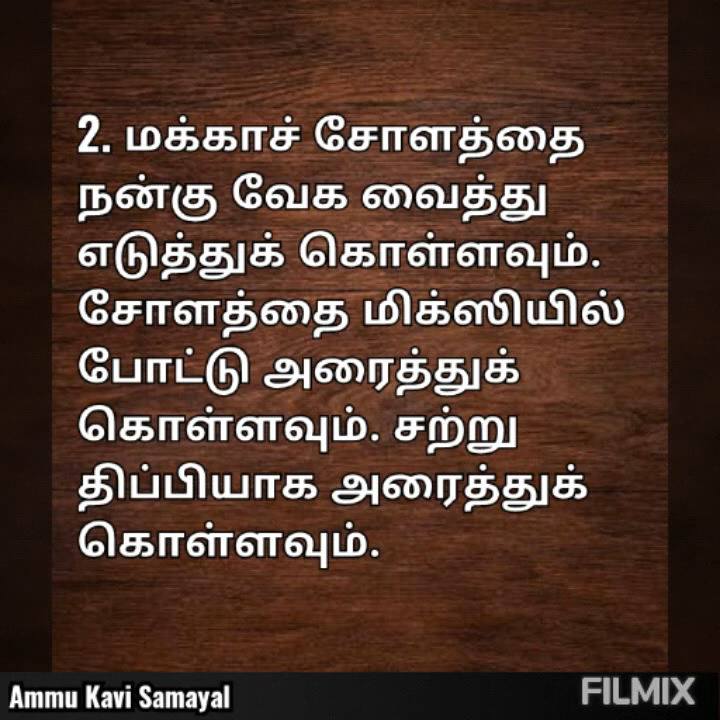 2. மக்காச் சோளத்தை
நன்கு வேக வைத்து
எடுத்துக் கொள்ளவும்.
சோளத்தை மிக்ஸியில்
போட்டு அரைத்துக்
கொள்ளவும். சற்று
திப்பியாக அரைத்துக்
கொள்ளவும்.
Ammu Kavi Samayal
FILMIX